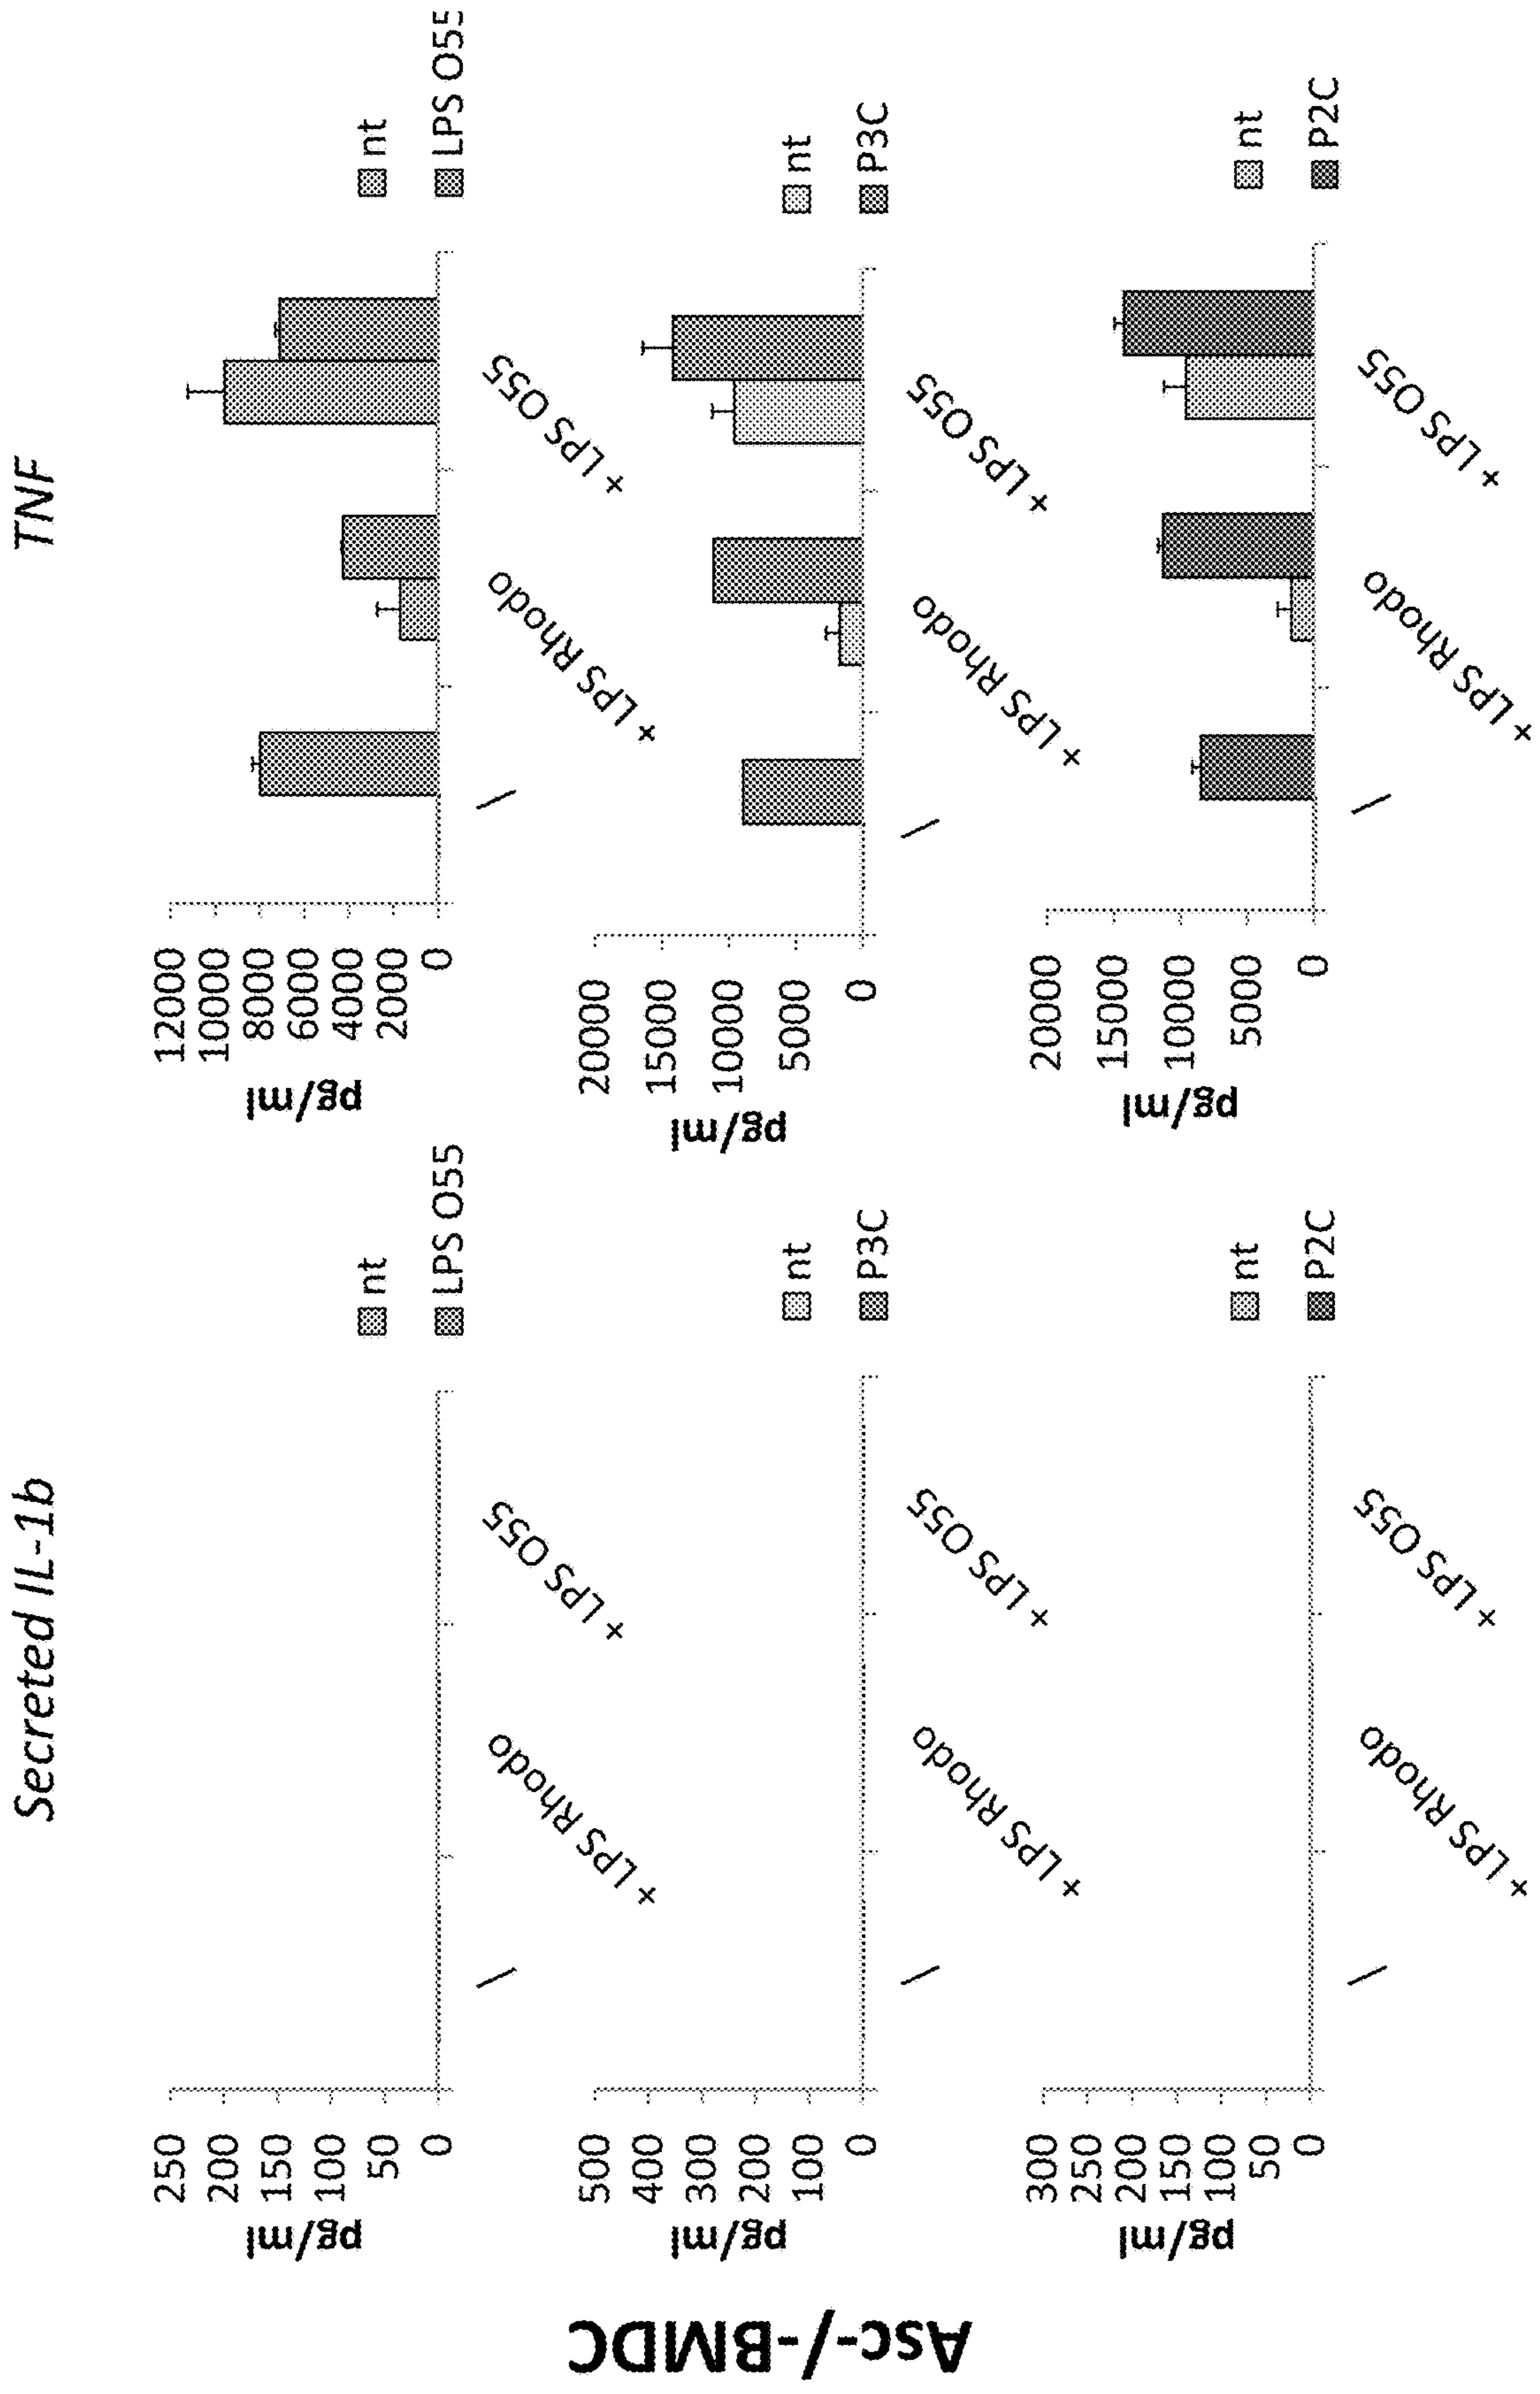 Asc-/-BMDC
Secreted IL-1b
pg/ml
250
200
150
100
50
0
/
+ LPS Rhodo
+ LPS O55
nt
LPS O55
pg/ml
500
400
300
200
100
0
/
+ LPS Rhodo
+ LPS O55
nt
P3C
pg/ml
300
250
200
150
100
50
0
/
+ LPS Rhodo
+ LPS O55
nt
P2C
TNF
pg/ml
12000
10000
8000
6000
4000
2000
0
/
+ LPS Rhodo
+ LPS O55
nt
LPS O55
pg/ml
20000
15000
10000
5000
0
/
+ LPS Rhodo
+ LPS O55
nt
P3C
pg/ml
20000
15000
10000
5000
0
/
+ LPS Rhodo
+ LPS O55
nt
P2C